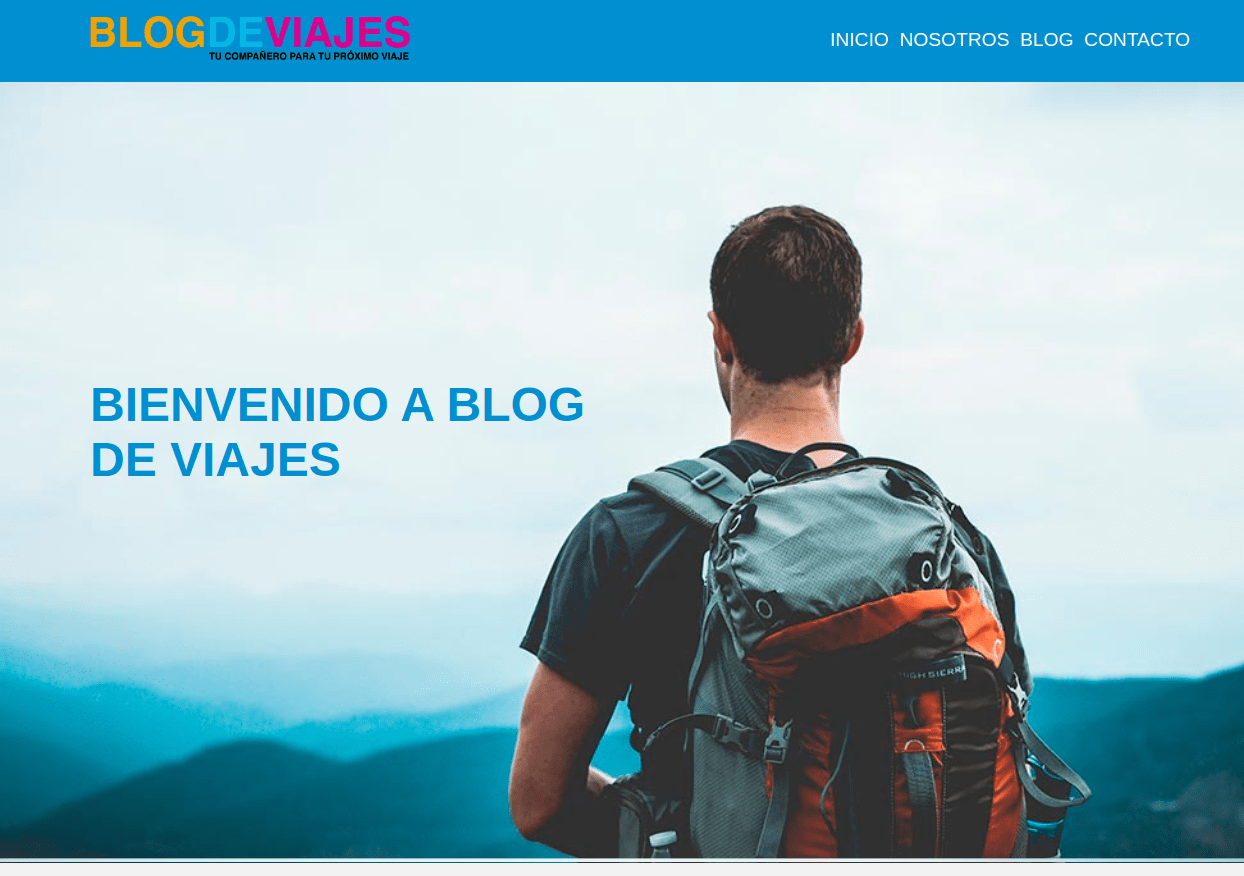 BLOGDEVIAJES
TU COMPAÑERO PARA TU PRÓXIMO VIAJE
INICIO NOSOTROS BLOG CONTACTO
BIENVENIDO A BLOG
DE VIAJES
HIGH SIERRA